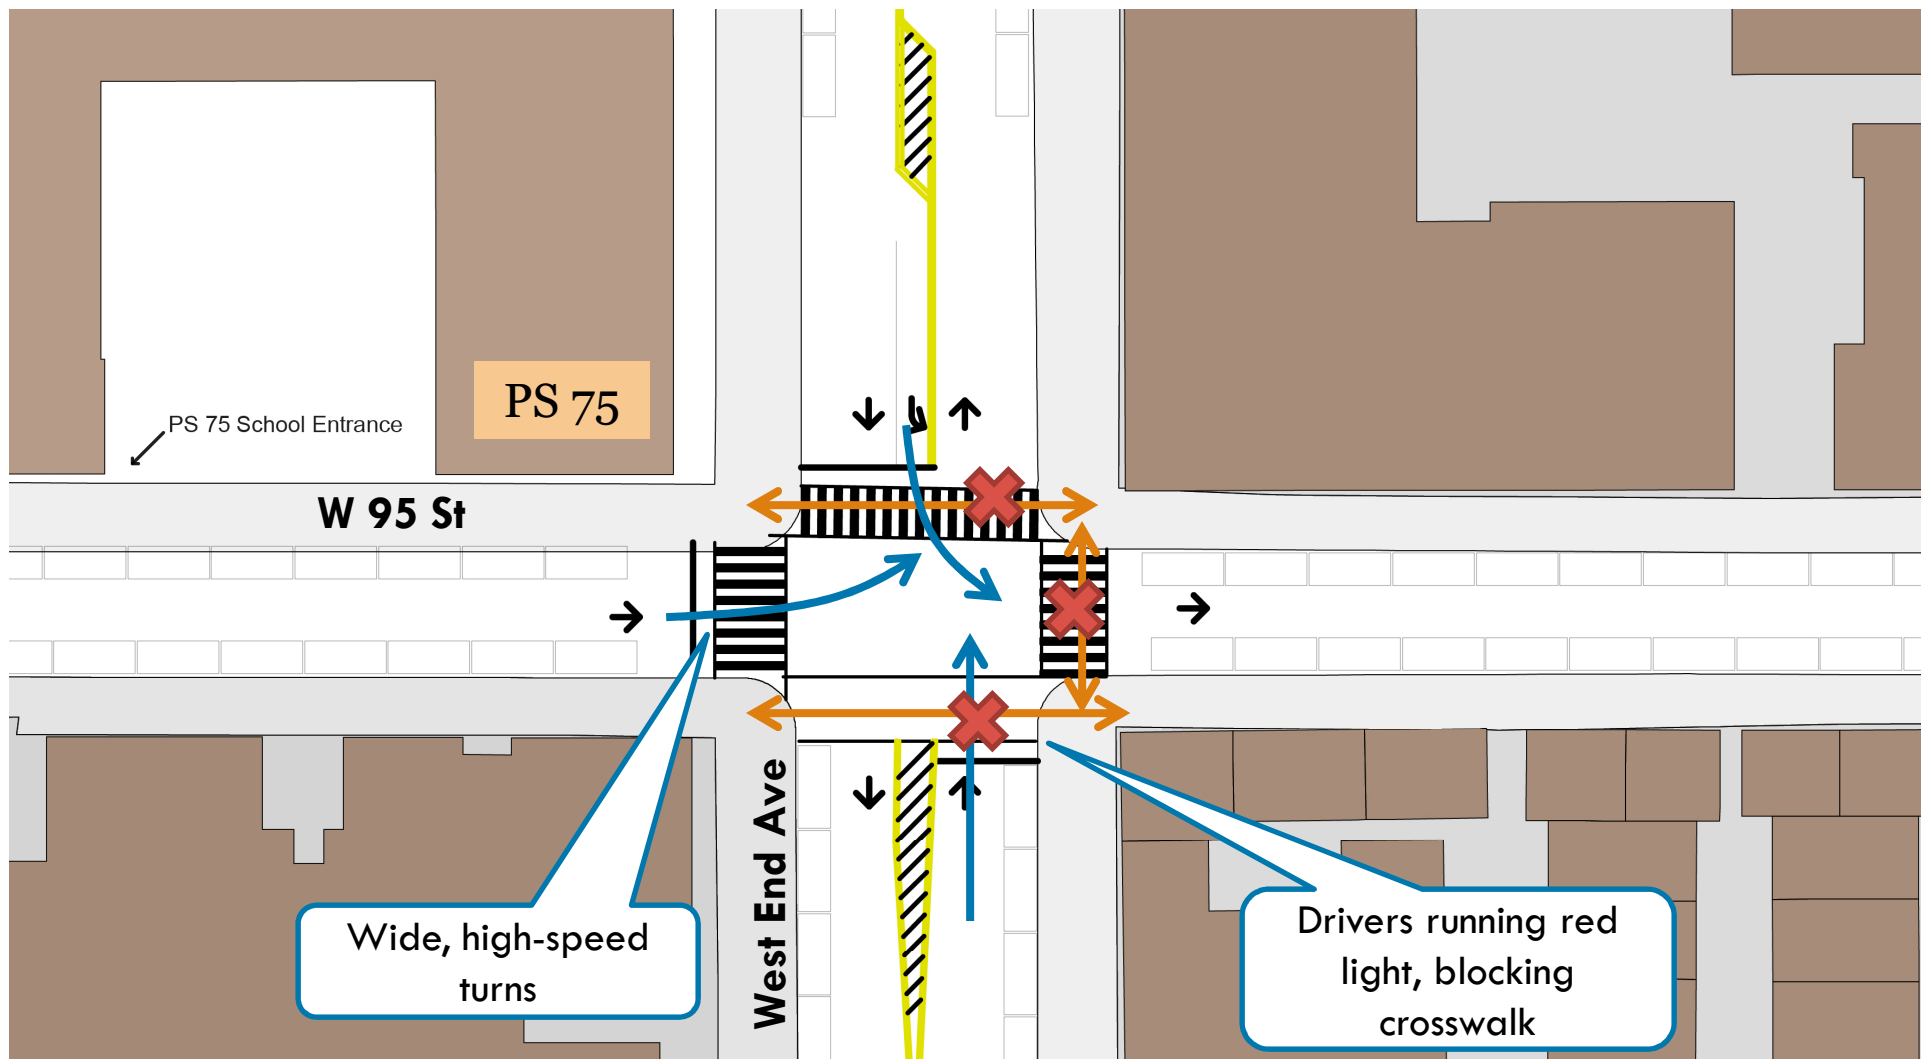 PS 75
PS 75 School Entrance
W 95 St
West End Ave
Wide, high-speed
turns
Drivers running red
light, blocking
crosswalk